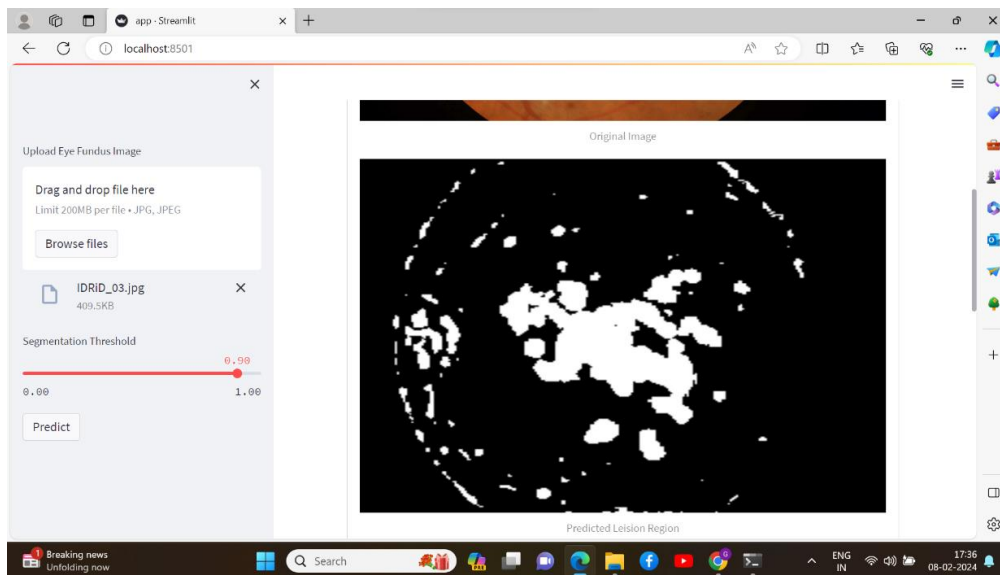 app · Streamlit
localhost:8501
Upload Eye Fundus Image
Drag and drop file here
Limit 200MB per file • JPG, JPEG
Browse files
IDRiD_03.jpg
409.5KB
Segmentation Threshold
0.90
0.00 1.00
Predict
Original Image
Predicted Leision Region
1
Breaking news
Unfolding now
Search
ENG
IN
17:36
08-02-2024